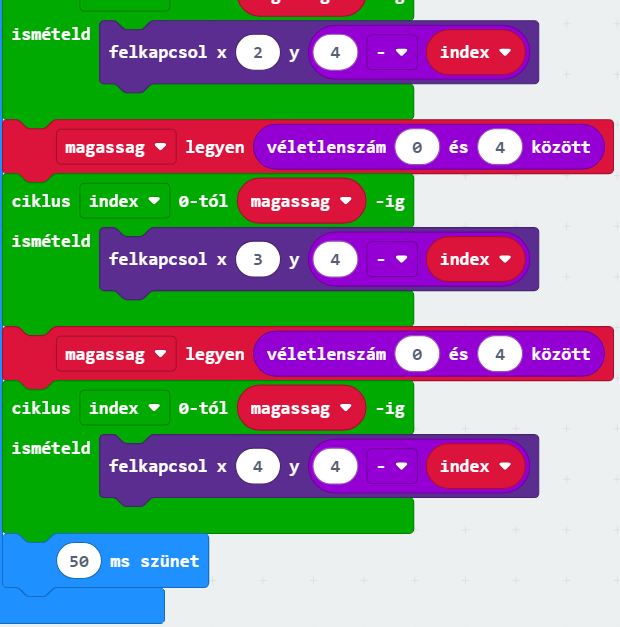 -ig
ismételd
felkapcsol x 2 y 4 - index
magassag legyen véletlenszám 0 és 4 között
ciklus index 0-tól magassag -ig
ismételd
felkapcsol x 3 y 4 - index
magassag legyen véletlenszám 0 és 4 között
ciklus index 0-tól magassag -ig
ismételd
felkapcsol x 4 y 4 - index
50 ms szünet